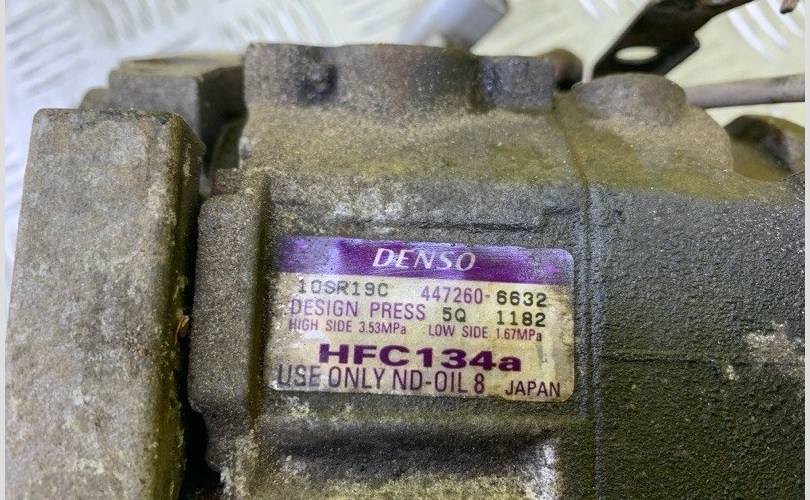 DENSO
10SR19C 447260-6632
DESIGN PRESS 5Q 1182
HIGH SIDE 3.53MPa LOW SIDE 1.67MPa
HFC134a
USE ONLY ND-OIL 8 JAPAN